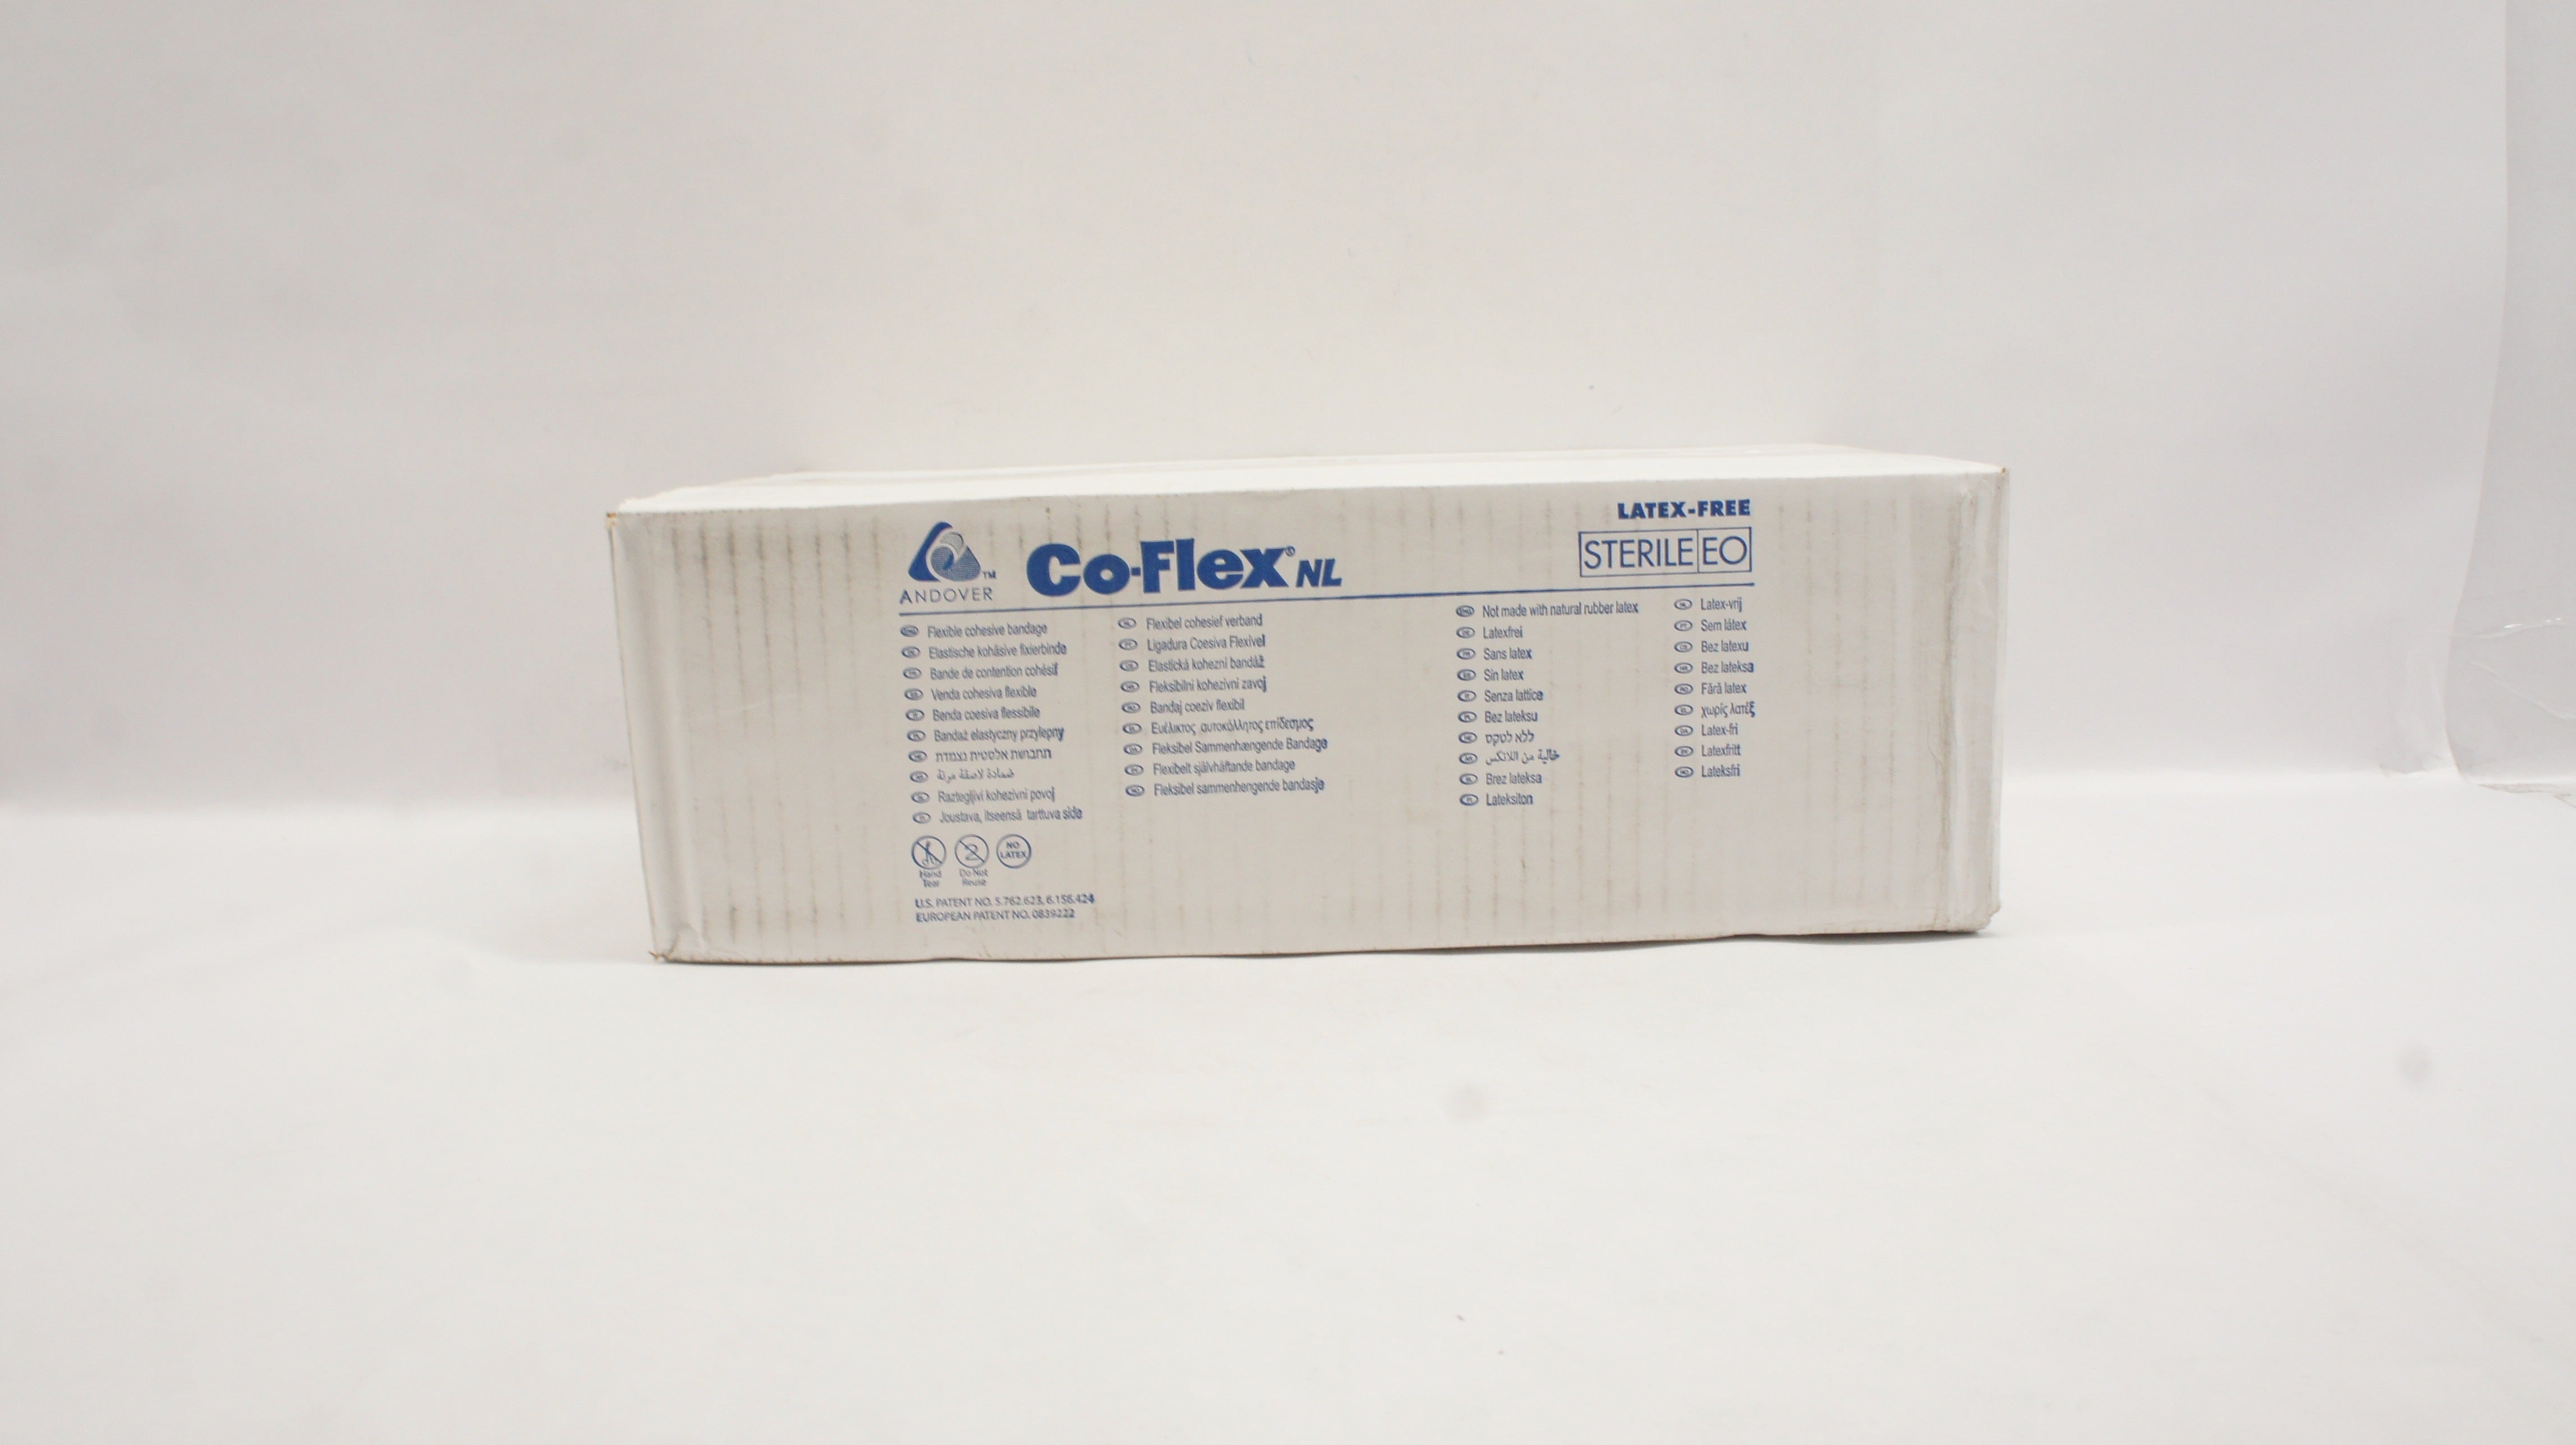 LATEX-FREE
ANDOVER™
Co-Flex® NL
STERILE EO
Flexible cohesive bandage
Elastische kohäsive fixierbinde
Bande de contention cohésif
Venda cohesiva flexible
Benda coesiva flessibile
Bandaż elastyczny przylepny
תחבושת אלסטית נצמדת
ضمادة لاصقة مرنة
Raztegljivi kohezivni povoj
Joustava, itseensä tarttuva side
Flexibel cohesief verband
Ligadura Coesiva Flexível
Elastická kohezní bandáž
Fleksibilni kohezivni zavoj
Bandaj coeziv flexibil
Ευέλικτος αυτοκόλλητος επίδεσμος
Fleksibel Sammenhængende Bandage
Flexibelt självhäftande bandage
Fleksibel sammenhengende bandasje
Not made with natural rubber latex
Latexfrei
Sans latex
Sin latex
Senza lattice
Bez lateksu
ללא לטקס
خالية من اللاتكس
Brez lateksa
Lateksiton
Latex-vrij
Sem látex
Bez latexu
Bez lateksa
Fără latex
χωρίς λατέξ
Latex-fri
Latexfritt
Lateksfri
2
NO
LATEX
Hand
Tear
Do Not
Reuse
U.S. PATENT NO. 5.762.623, 6.156.424
EUROPEAN PATENT NO. 0839222